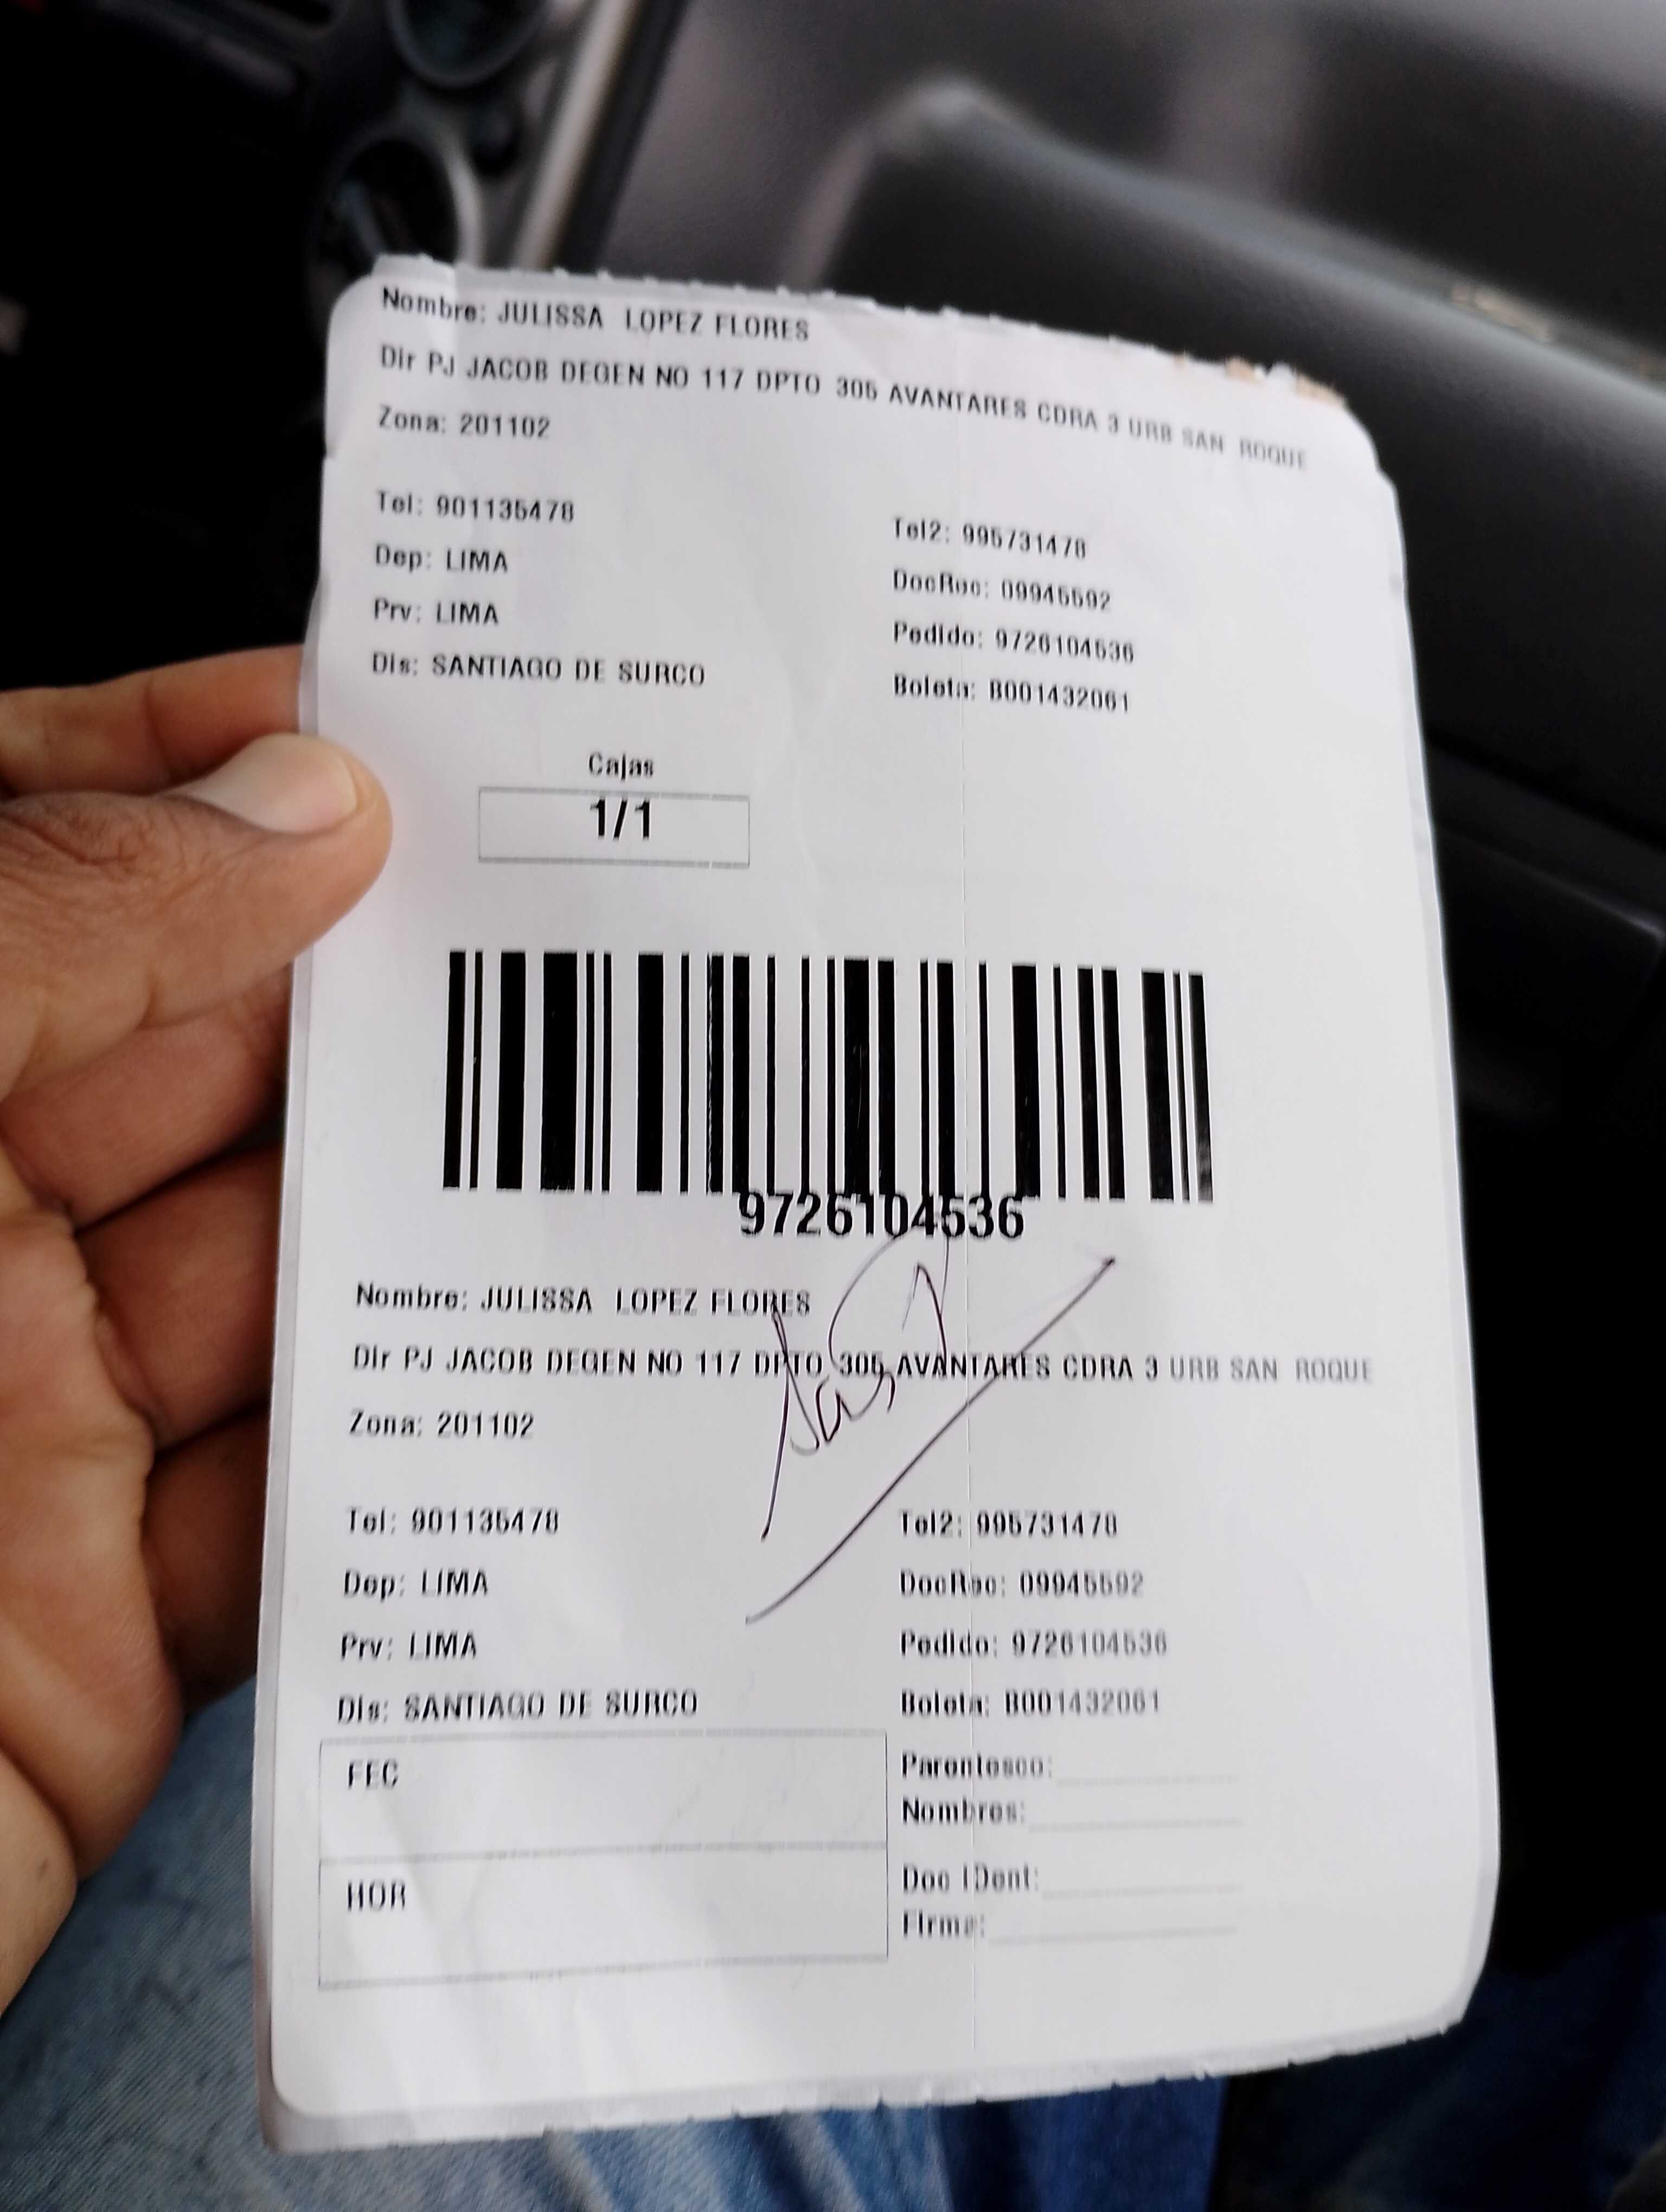 Nombre: JULISSA LOPEZ FLORES
Dir PJ JACOB DEGEN NO 117 DPTO 305 AVANTARES CDRA 3 URB SAN ROQUE
Zona: 201102
Tel: 901135478
Tel2: 995731478
Dep: LIMA
DocRec: 09945592
Prv: LIMA
Pedido: 9726104536
Dis: SANTIAGO DE SURCO
Boleta: B001432061
Cajas
1/1
9726104536
Nombre: JULISSA LOPEZ FLORES
Dir PJ JACOB DEGEN NO 117 DPTO 305 AVANTARES CDRA 3 URB SAN ROQUE
Zona: 201102
Tel: 901135478
Tel2: 995731478
Dep: LIMA
DocRec: 09945592
Prv: LIMA
Pedido: 9726104536
Dis: SANTIAGO DE SURCO
Boleta: B001432061
FEC
Parentesco:
Nombres:
HOR
Doc IDent:
Firma: